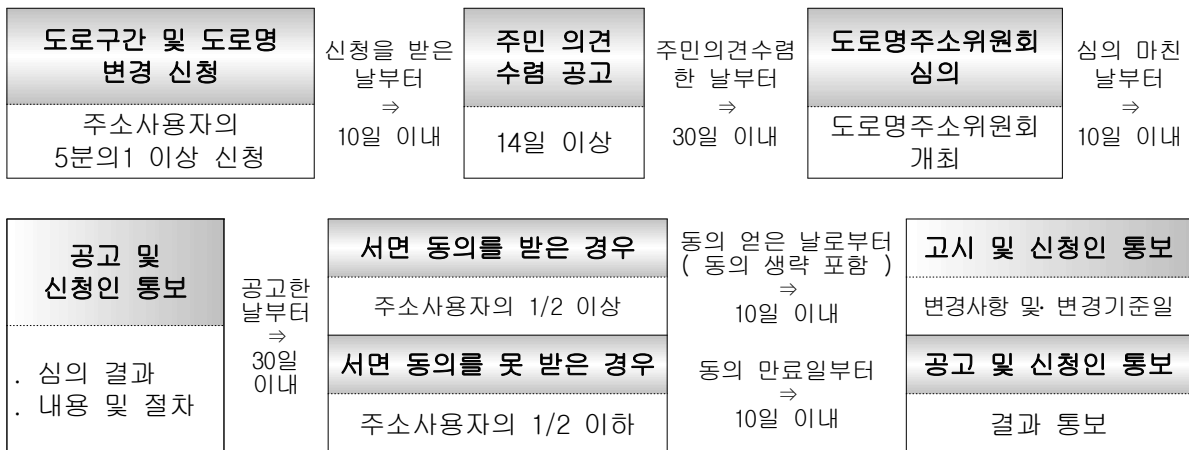 도로구간 및 도로명
변경 신청
주소사용자의
5분의1 이상 신청
신청을 받은
날부터
⇒
10일 이내
주민 의견
수렴 공고
14일 이상
주민의견수렴
한 날부터
⇒
30일 이내
도로명주소위원회
심의
도로명주소위원회
개최
심의 마친
날부터
⇒
10일 이내
공고 및
신청인 통보
. 심의 결과
. 내용 및 절차
공고한
날부터
⇒
30일
이내
서면 동의를 받은 경우
주소사용자의 1/2 이상
서면 동의를 못 받은 경우
주소사용자의 1/2 이하
동의 얻은 날로부터
( 동의 생략 포함 )
⇒
10일 이내
동의 만료일부터
⇒
10일 이내
고시 및 신청인 통보
변경사항 및· 변경기준일
공고 및 신청인 통보
결과 통보